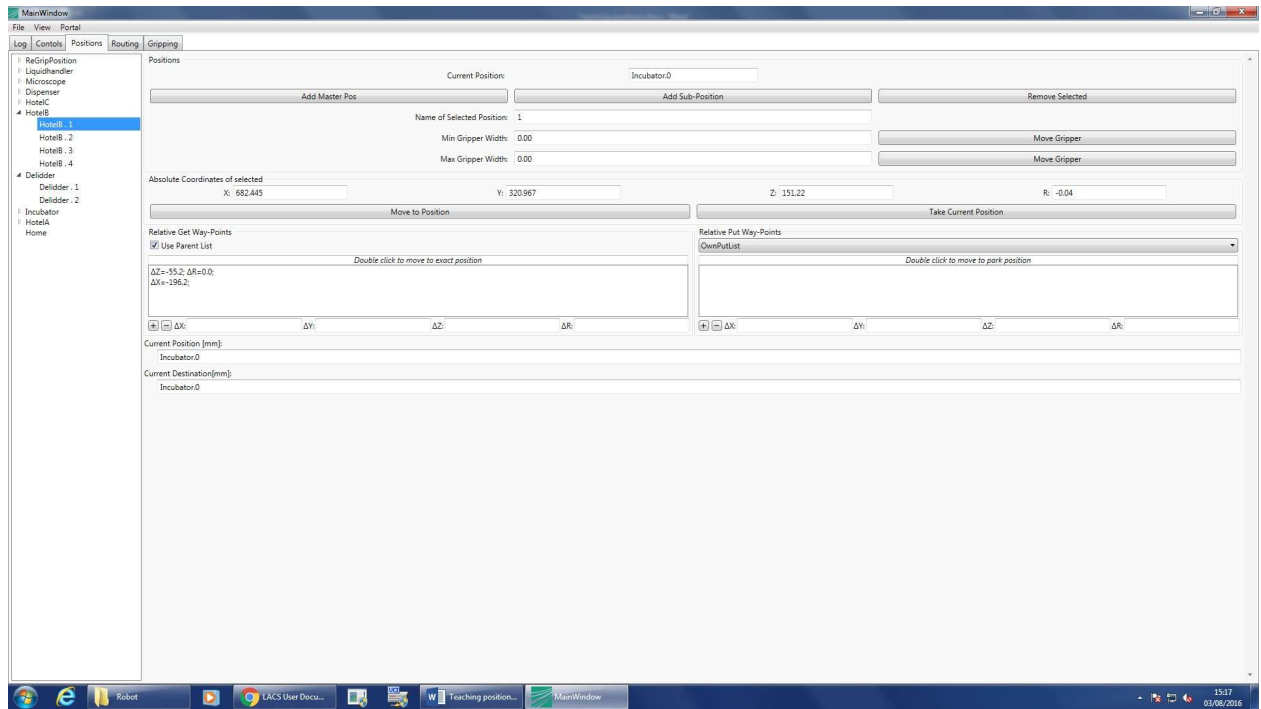 MainWindow
File View Portal
Log Contols Positions Routing Gripping
ReGripPosition
Liquidhandler
Microscope
Dispenser
HotelC
HotelB
HotelB . 1
HotelB . 2
HotelB . 3
HotelB . 4
Delidder
Delidder . 1
Delidder . 2
Incubator
HotelA
Home
Positions
Current Position: Incubator.0
Add Master Pos Add Sub-Position Remove Selected
Name of Selected Position: 1
Min Gripper Width: 0.00 Move Gripper
Max Gripper Width: 0.00 Move Gripper
Absolute Coordinates of selected
X: 682.445 Y: 320.967 Z: 151.22 R: -0.04
Move to Position Take Current Position
Relative Get Way-Points
Use Parent List
Double click to move to exact position
ΔZ=-55.2; ΔR=0.0;
ΔX=-196.2;
+ - ΔX: ΔY: ΔZ: ΔR:
Relative Put Way-Points
OwnPutList
Double click to move to park position
+ - ΔX: ΔY: ΔZ: ΔR:
Current Position [mm]:
Incubator.0
Current Destination[mm]:
Incubator.0
Robot LACS User Docu... W Teaching position... MainWindow
15:17
03/08/2016